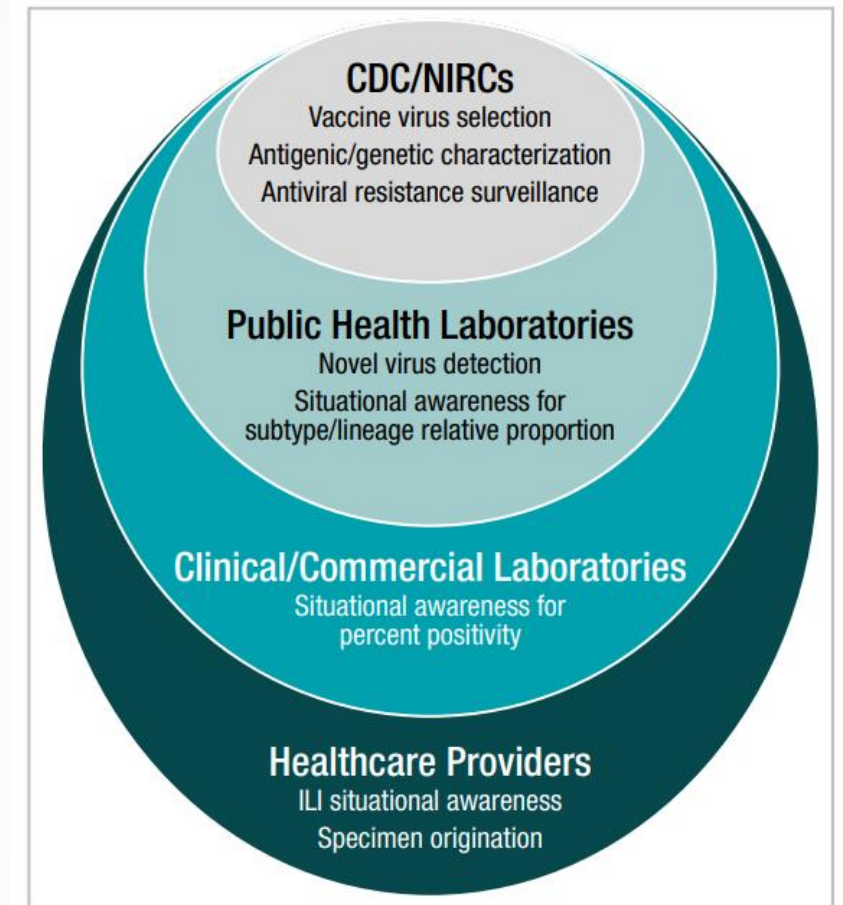 CDC/NIRCs
Vaccine virus selection
Antigenic/genetic characterization
Antiviral resistance surveillance
Public Health Laboratories
Novel virus detection
Situational awareness for
subtype/lineage relative proportion
Clinical/Commercial Laboratories
Situational awareness for
percent positivity
Healthcare Providers
ILI situational awareness
Specimen origination